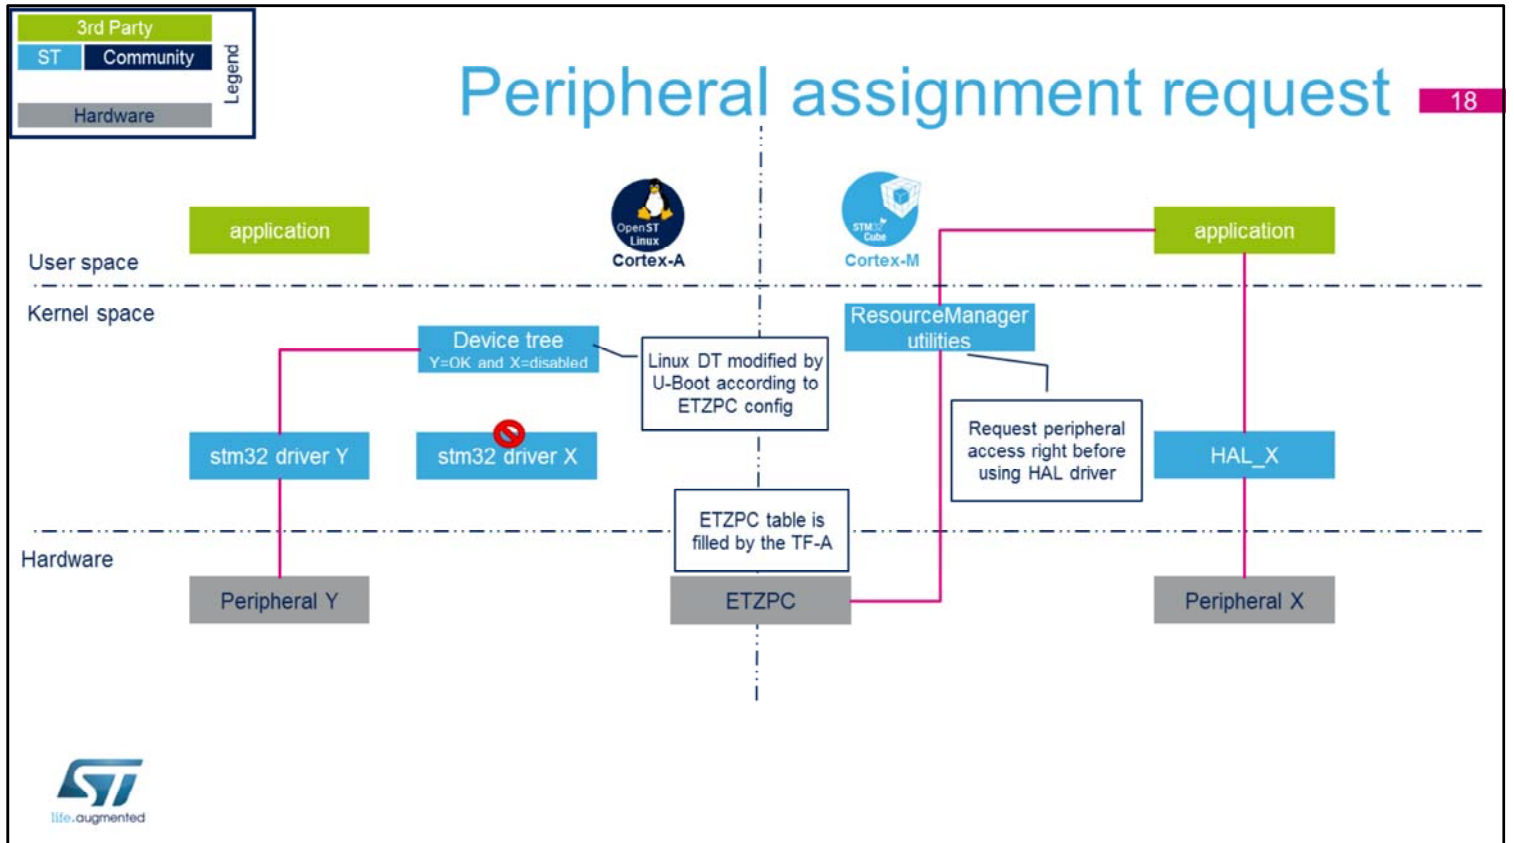 3rd Party
ST
Community
Hardware
Legend
Peripheral assignment request
18
application
OpenST
Linux
Cortex-A
STM32
Cube
Cortex-M
application
User space
Kernel space
Device tree
Y=OK and X=disabled
Linux DT modified by
U-Boot according to
ETZPC config
ResourceManager
utilities
Request peripheral
access right before
using HAL driver
stm32 driver Y
stm32 driver X
HAL_X
ETZPC table is
filled by the TF-A
Hardware
Peripheral Y
ETZPC
Peripheral X
ST
life.augmented